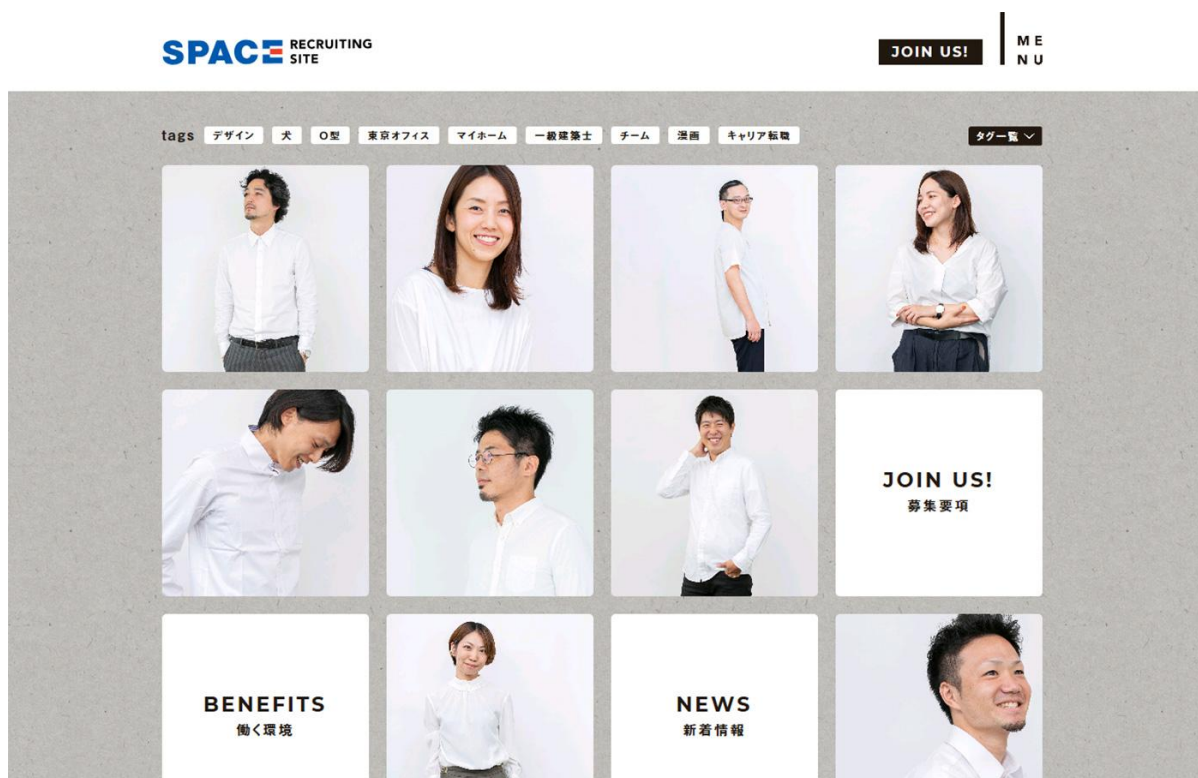 SPACE RECRUITING SITE
JOIN US!
MENU
tags デザイン 犬 O型 東京オフィス マイホーム 一級建築士 チーム 漫画 キャリア転職 タグ一覧
JOIN US!
募集要項
BENEFITS
働く環境
NEWS
新着情報